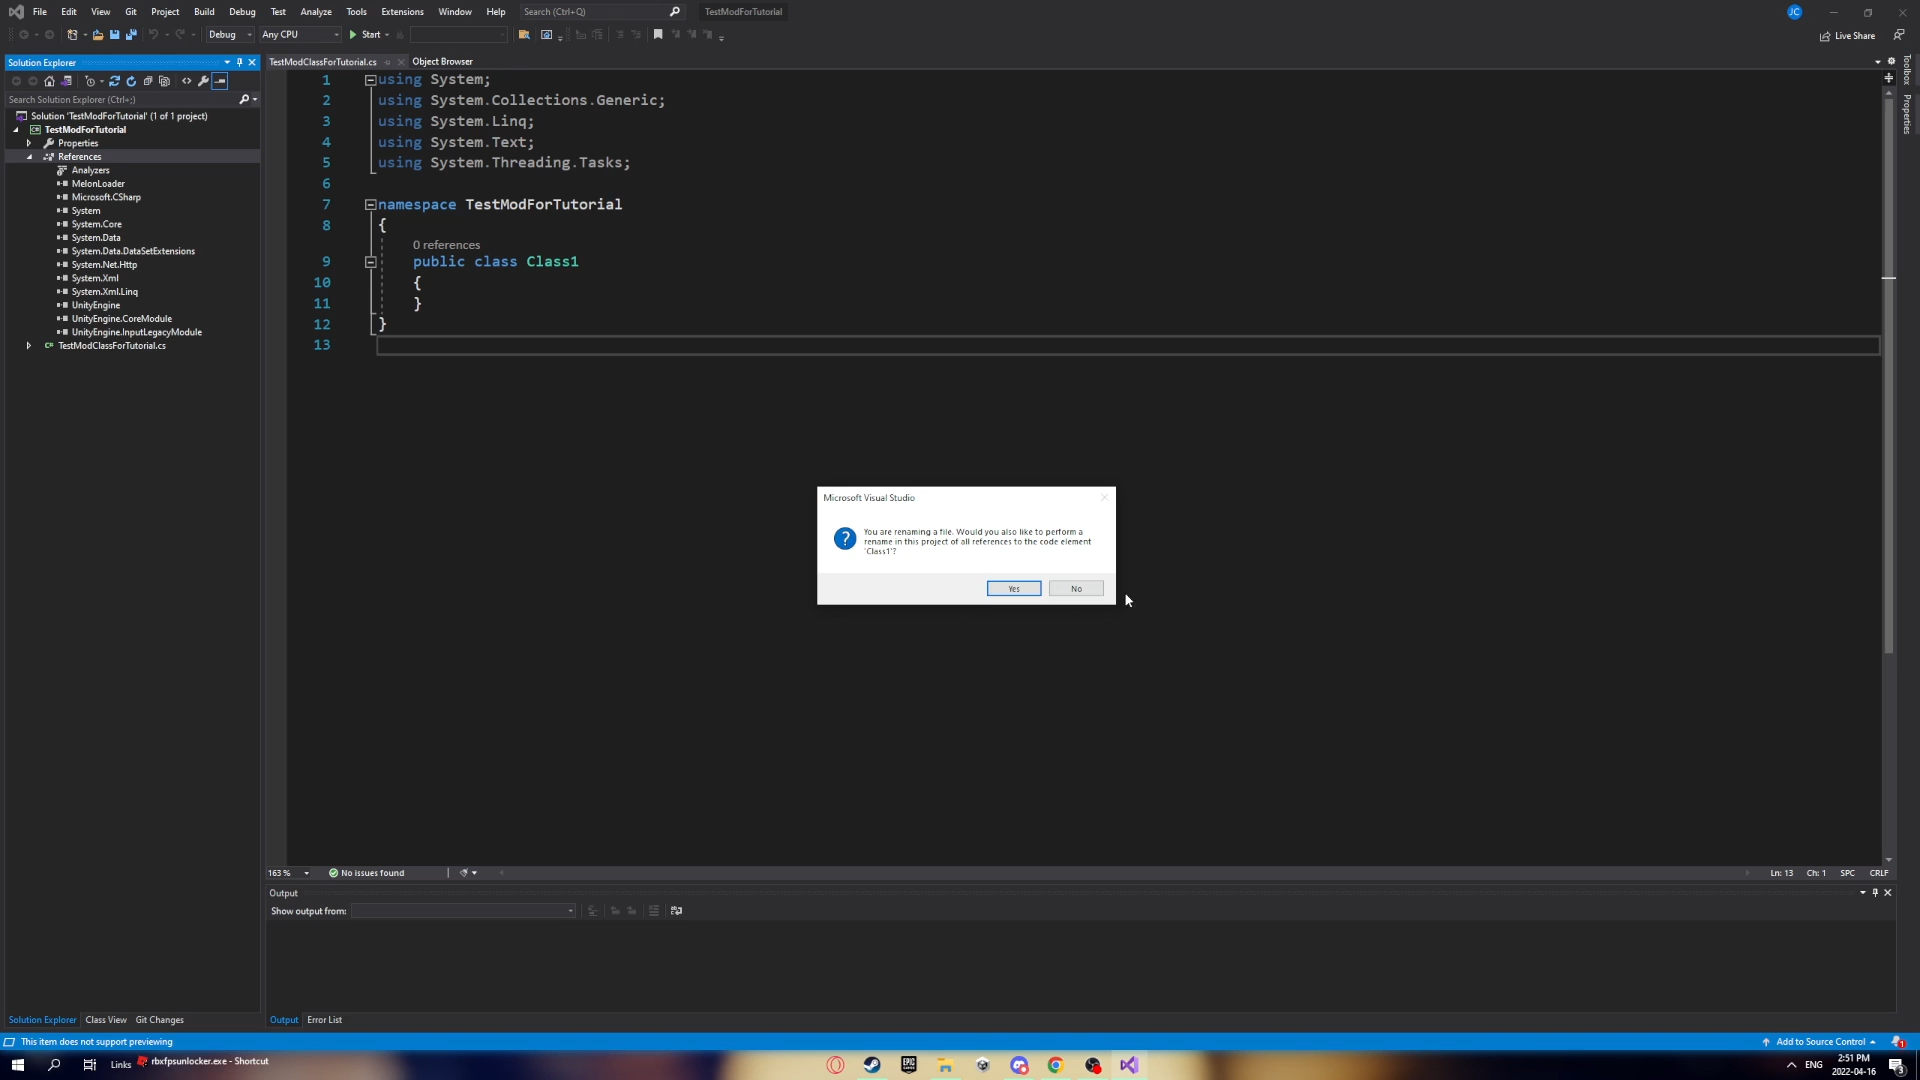 File Edit View Git Project Build Debug Test Analyze Tools Extensions Window Help Search (Ctrl+Q) TestModForTutorial JC
Debug Any CPU Start Live Share
Solution Explorer
Search Solution Explorer (Ctrl+;)
Solution 'TestModForTutorial' (1 of 1 project)
TestModForTutorial
Properties
References
Analyzers
MelonLoader
Microsoft.CSharp
System
System.Core
System.Data
System.Data.DataSetExtensions
System.Net.Http
System.Xml
System.Xml.Linq
UnityEngine
UnityEngine.CoreModule
UnityEngine.InputLegacyModule
TestModClassForTutorial.cs
Solution Explorer Class View Git Changes
TestModClassForTutorial.cs Object Browser
1 using System;
2 using System.Collections.Generic;
3 using System.Linq;
4 using System.Text;
5 using System.Threading.Tasks;
6
7 namespace TestModForTutorial
8 {
0 references
9 public class Class1
10 {
11 }
12 }
13
Microsoft Visual Studio
You are renaming a file. Would you also like to perform a
rename in this project of all references to the code element
'Class1'?
Yes No
163 % No issues found Ln: 13 Ch: 1 SPC CRLF
Output
Show output from:
Output Error List
Toolbox
Properties
This item does not support previewing Add to Source Control 1
Links rbxfpsunlocker.exe - Shortcut EPIC GAMES ENG 2:51 PM
2022-04-16 3